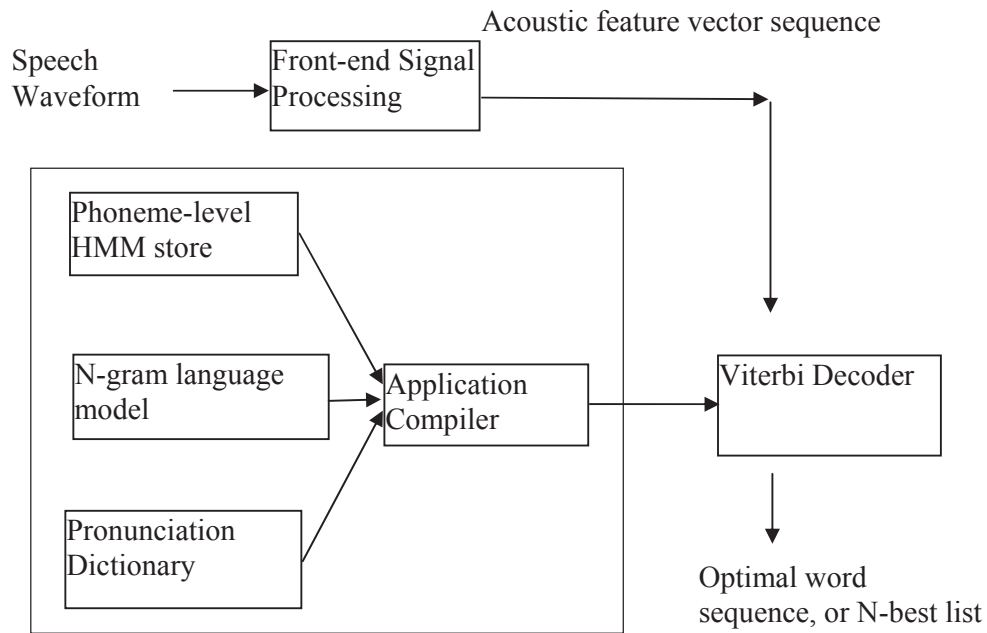 Acoustic feature vector sequence
Speech
Waveform
Front-end Signal
Processing
Phoneme-level
HMM store
N-gram language
model
Application
Compiler
Viterbi Decoder
Pronunciation
Dictionary
Optimal word
sequence, or N-best list